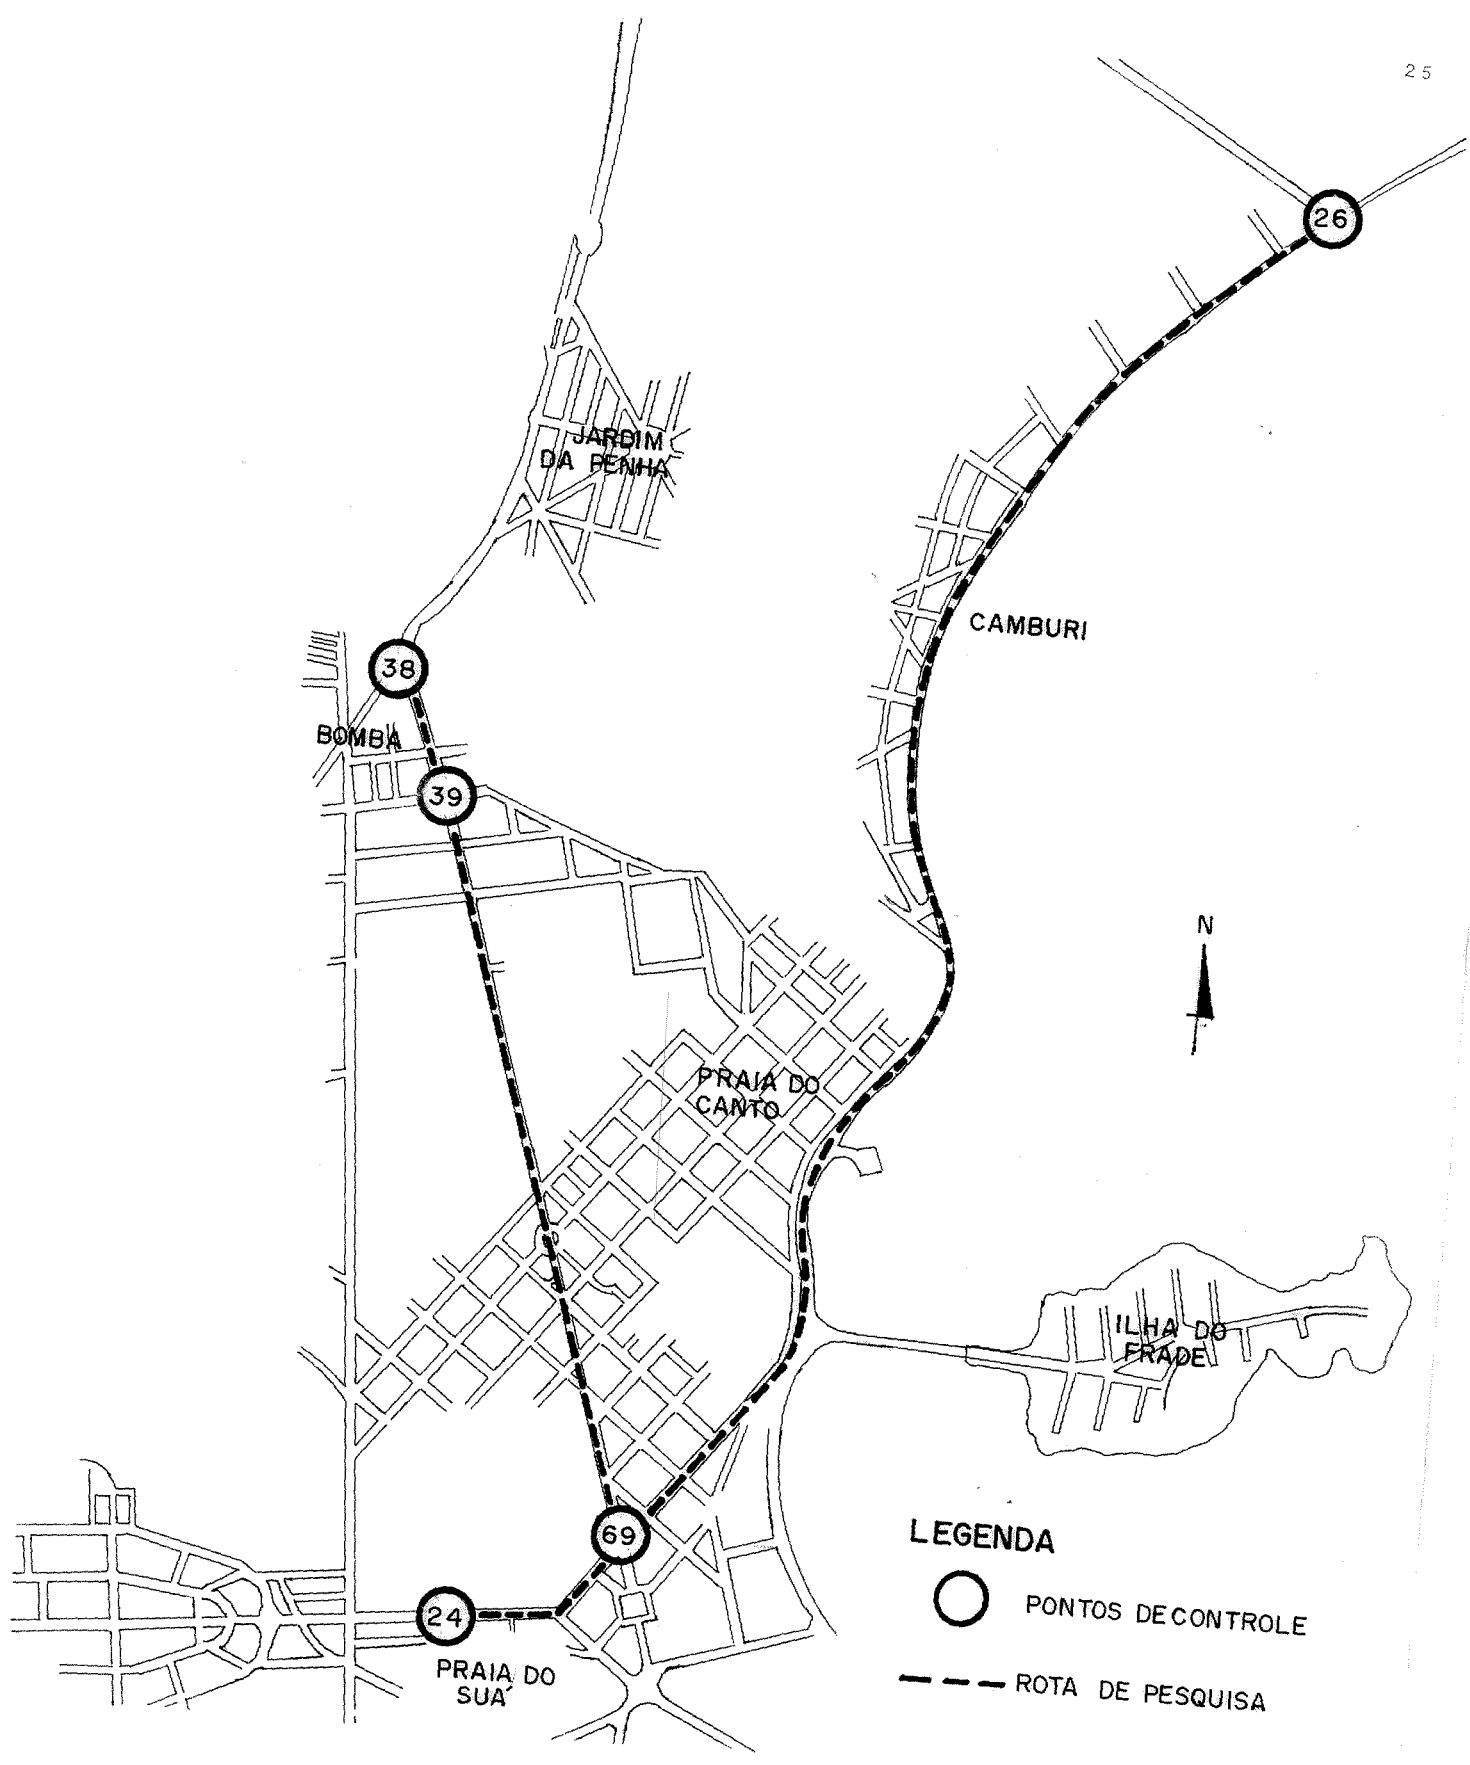 25
26
JARDIM
DA PENHA
CAMBURI
38
BOMBA
39
N
PRAIA DO
CANTO
ILHA DO
FRADE
69
24
PRAIA DO
SUÁ
LEGENDA
PONTOS DE CONTROLE
ROTA DE PESQUISA